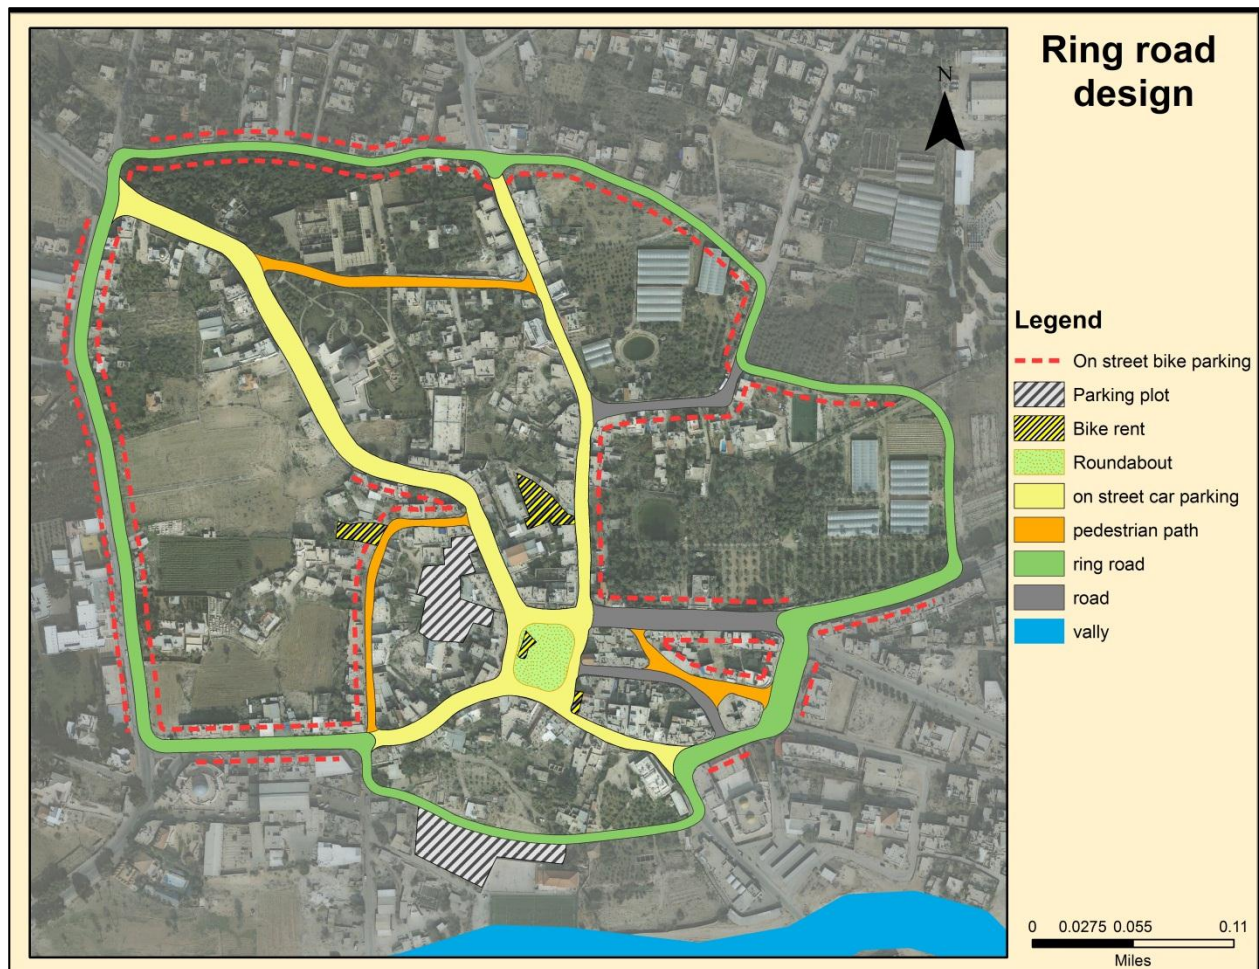 Ring road
design
N
Legend
On street bike parking
Parking plot
Bike rent
Roundabout
on street car parking
pedestrian path
ring road
road
vally
0 0.0275 0.055 0.11
Miles